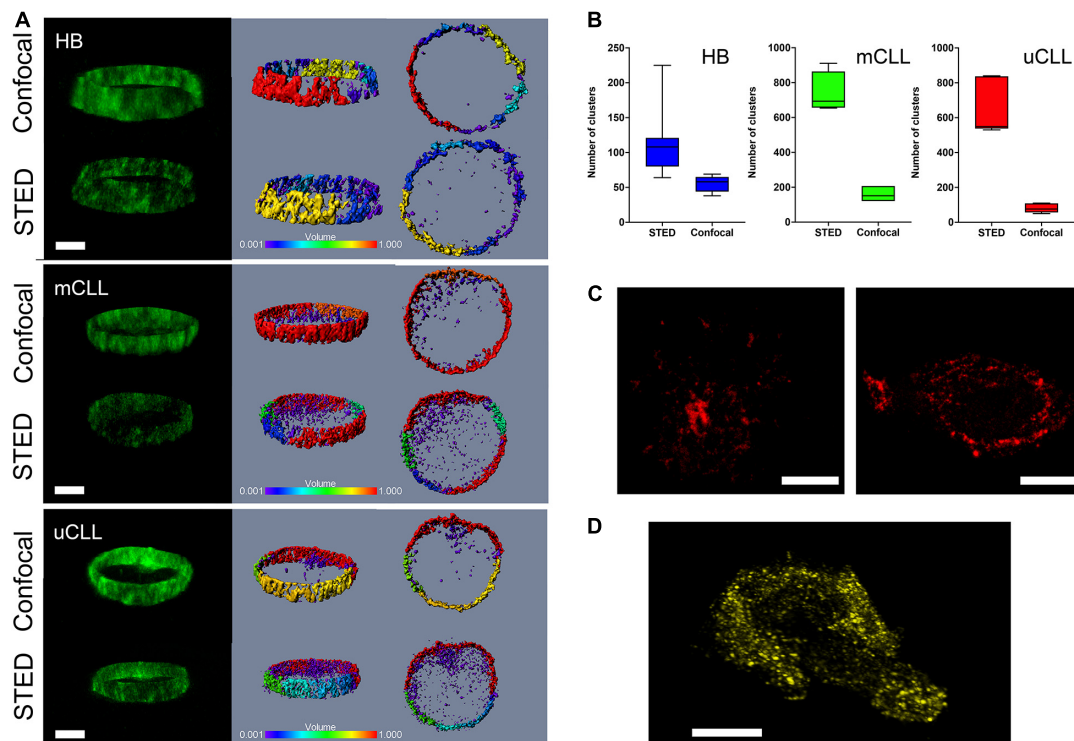 A
HB
Confocal
STED
Volume
0.001 1.000
mCLL
Confocal
STED
Volume
0.001 1.000
uCLL
Confocal
STED
Volume
0.001 1.000
B
HB
Number of clusters
250
200
150
100
50
0
STED Confocal
mCLL
Number of clusters
1000
800
600
400
200
0
STED Confocal
uCLL
Number of clusters
1000
800
600
400
200
0
STED Confocal
C
D